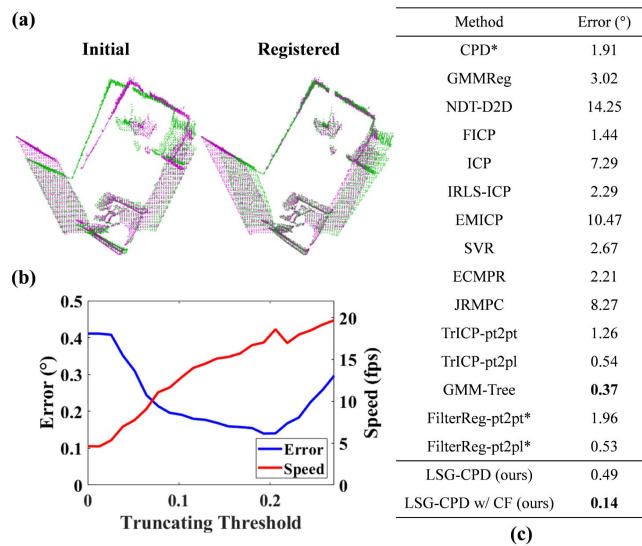 (a)
Initial Registered
(b)
0.5
0.4
0.3
0.2
0.1
0
Error (°)
20
15
10
5
0
Speed (fps)
Error
Speed
0 0.1 0.2
Truncating Threshold
Method Error (°)
CPD* 1.91
GMMReg 3.02
NDT-D2D 14.25
FICP 1.44
ICP 7.29
IRLS-ICP 2.29
EMICP 10.47
SVR 2.67
ECMPR 2.21
JRMPC 8.27
TrICP-pt2pt 1.26
TrICP-pt2pl 0.54
GMM-Tree 0.37
FilterReg-pt2pt* 1.96
FilterReg-pt2pl* 0.53
LSG-CPD (ours) 0.49
LSG-CPD w/ CF (ours) 0.14
(c)